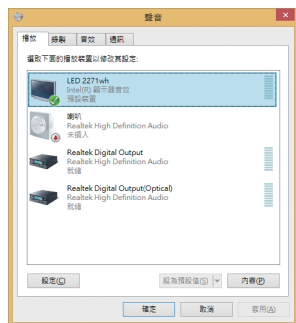 聲音
播放 錄製 音效 通訊
選取下面的播放裝置以修改其設定:
LED 2271wh
Intel(R) 顯示器音效
預設裝置
喇叭
Realtek High Definition Audio
未插入
Realtek Digital Output
Realtek High Definition Audio
就緒
Realtek Digital Output(Optical)
Realtek High Definition Audio
就緒
設定(C) 設為預設值(S) 內容(P)
確定 取消 套用(A)